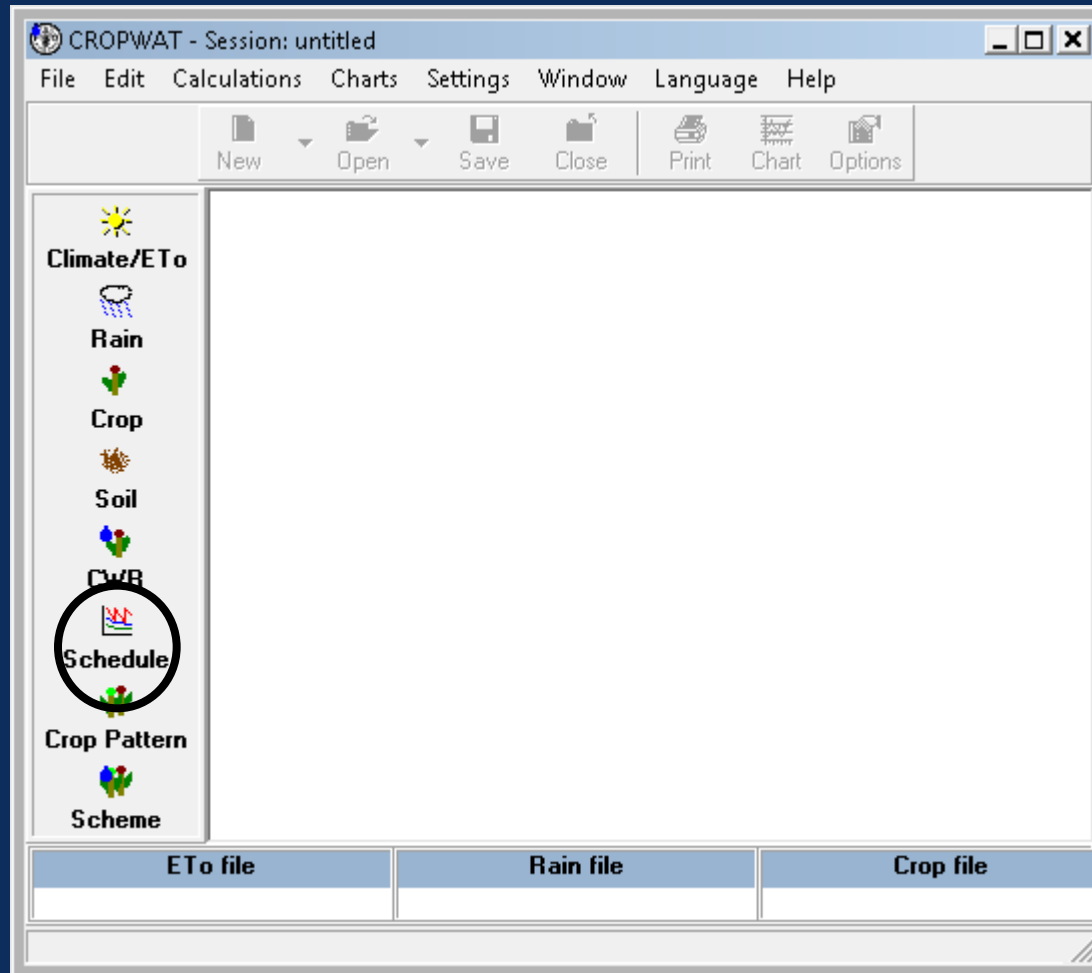 CROPWAT - Session: untitled
File Edit Calculations Charts Settings Window Language Help
New Open Save Close Print Chart Options
Climate/ETo
Rain
Crop
Soil
CWR
Schedule
Crop Pattern
Scheme
ETo file Rain file Crop file